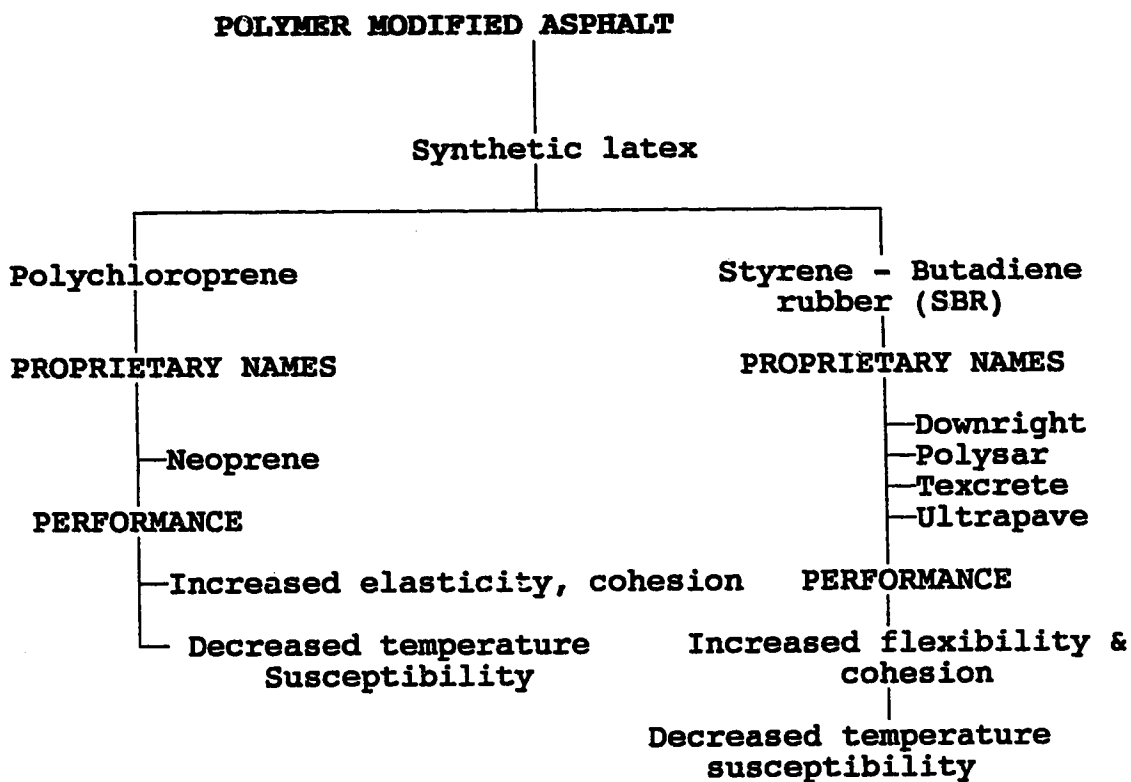 POLYMER MODIFIED ASPHALT
Synthetic latex
Polychloroprene
PROPRIETARY NAMES
Neoprene
PERFORMANCE
Increased elasticity, cohesion
Decreased temperature
Susceptibility
Styrene - Butadiene
rubber (SBR)
PROPRIETARY NAMES
Downright
Polysar
Texcrete
Ultrapave
PERFORMANCE
Increased flexibility &
cohesion
Decreased temperature
susceptibility